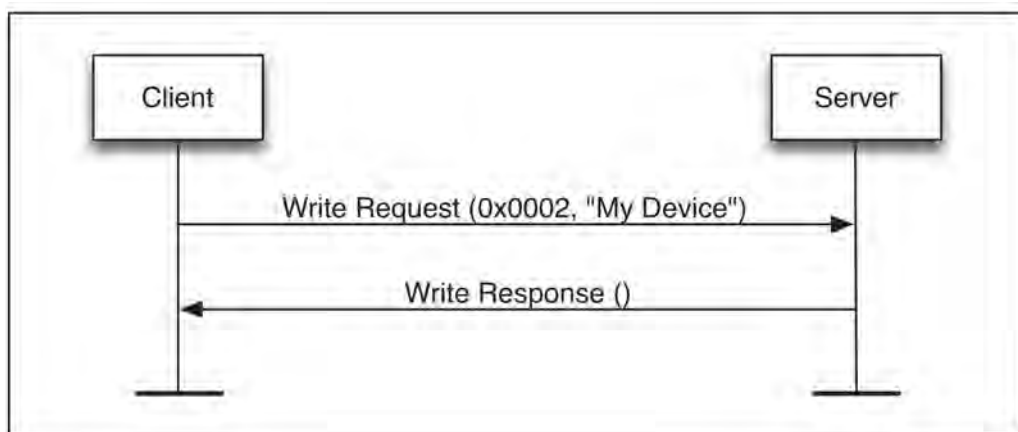 Client
Server
Write Request (0x0002, "My Device")
Write Response ()